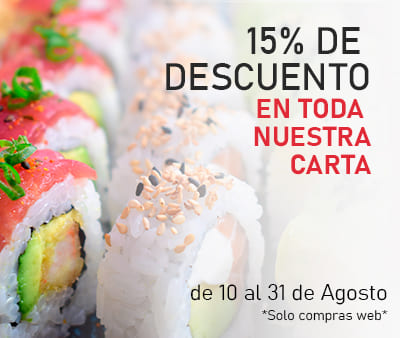 15% DE
DESCUENTO
EN TODA
NUESTRA
CARTA
de 10 al 31 de Agosto
*Solo compras web*